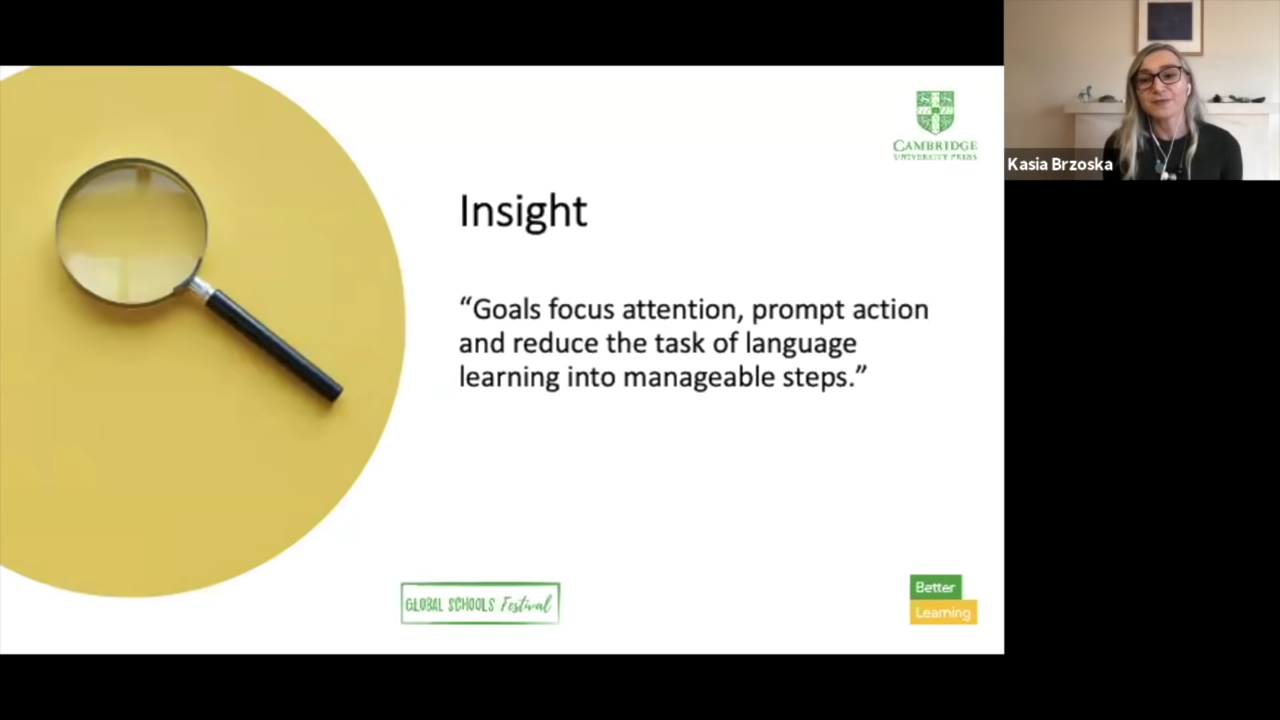 CAMBRIDGE
UNIVERSITY PRESS
Kasia Brzoska
Insight
“Goals focus attention, prompt action
and reduce the task of language
learning into manageable steps.”
GLOBAL SCHOOLS Festival
Better
Learning